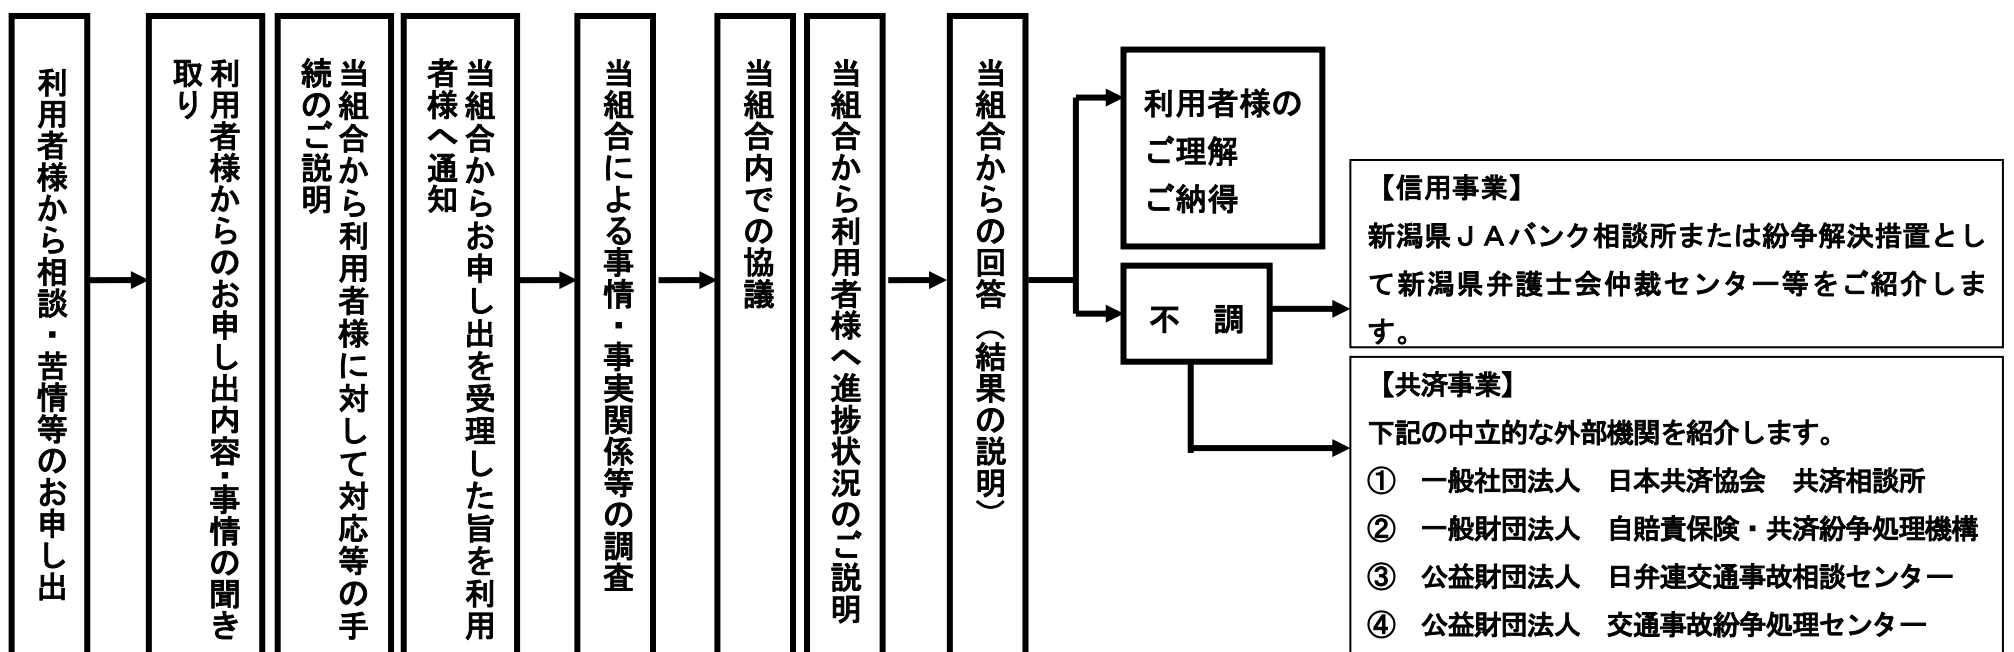 利用者様から相談・苦情等のお申し出
利用者様からのお申し出内容・事情の聞き
取り
当組合から利用者様に対して対応等の手
続のご説明
当組合からお申し出を受理した旨を利用
者様へ通知
当組合による事情・事実関係等の調査
当組合内での協議
当組合から利用者様へ進捗状況のご説明
当組合からの回答（結果の説明）
利用者様の
ご理解
ご納得
不　調
【信用事業】
新潟県ＪＡバンク相談所または紛争解決措置とし
て新潟県弁護士会仲裁センター等をご紹介しま
す。
【共済事業】
下記の中立的な外部機関を紹介します。
①　一般社団法人　日本共済協会　共済相談所
②　一般財団法人　自賠責保険・共済紛争処理機構
③　公益財団法人　日弁連交通事故相談センター
④　公益財団法人　交通事故紛争処理センター